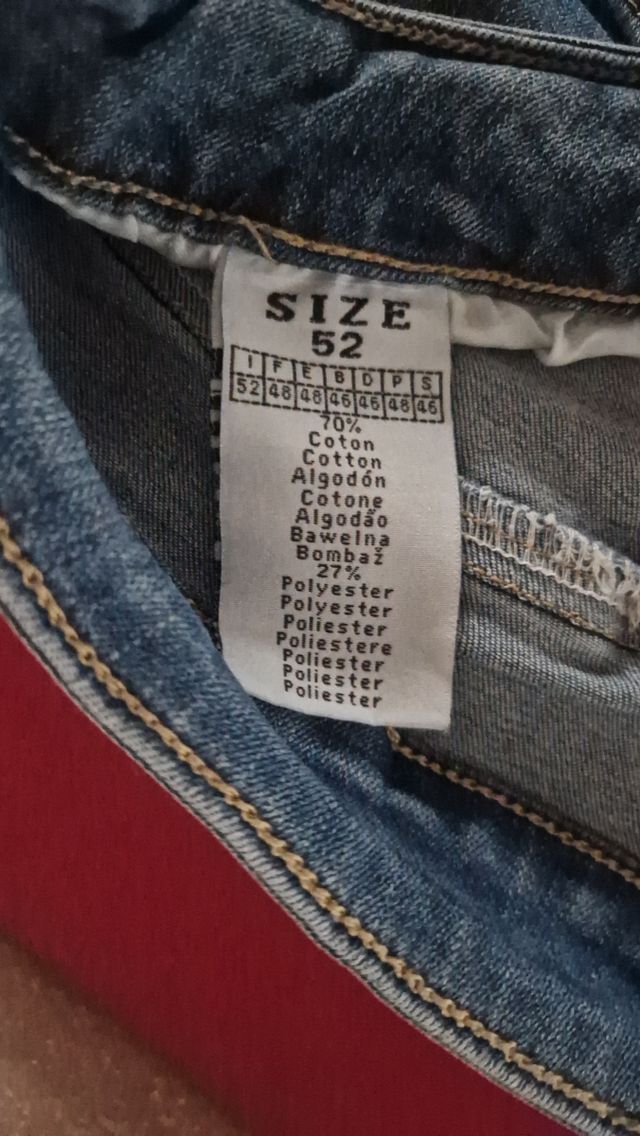 SIZE
52
I F E B D P S
52 48 48 46 46 48 46
70%
Coton
Cotton
Algodón
Cotone
Algodão
Bawelna
Bombaž
27%
Polyester
Polyester
Poliester
Poliestere
Poliester
Poliester
Poliester